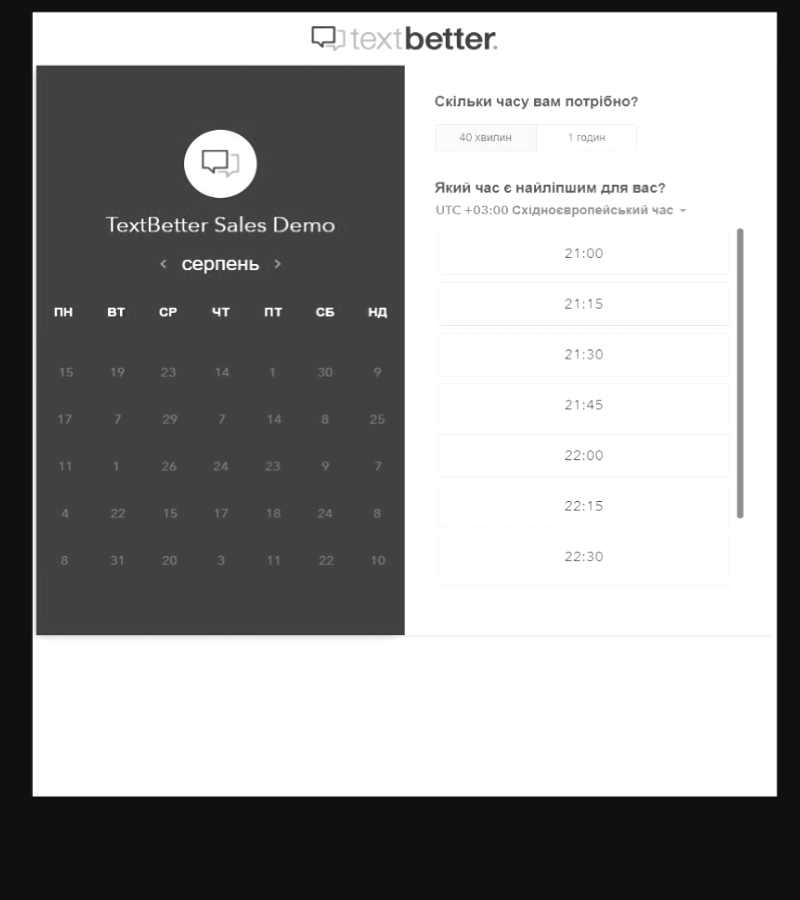 textbetter.
TextBetter Sales Demo
< серпень >
ПН ВТ СР ЧТ ПТ СБ НД
15 19 23 14 1 30 9
17 7 29 7 14 8 25
11 1 26 24 23 9 7
4 22 15 17 18 24 8
8 31 20 3 11 22 10
Скільки часу вам потрібно?
40 хвилин 1 годин
Який час є найліпшим для вас?
UTC +03:00 Східноєвропейський час
21:00
21:15
21:30
21:45
22:00
22:15
22:30